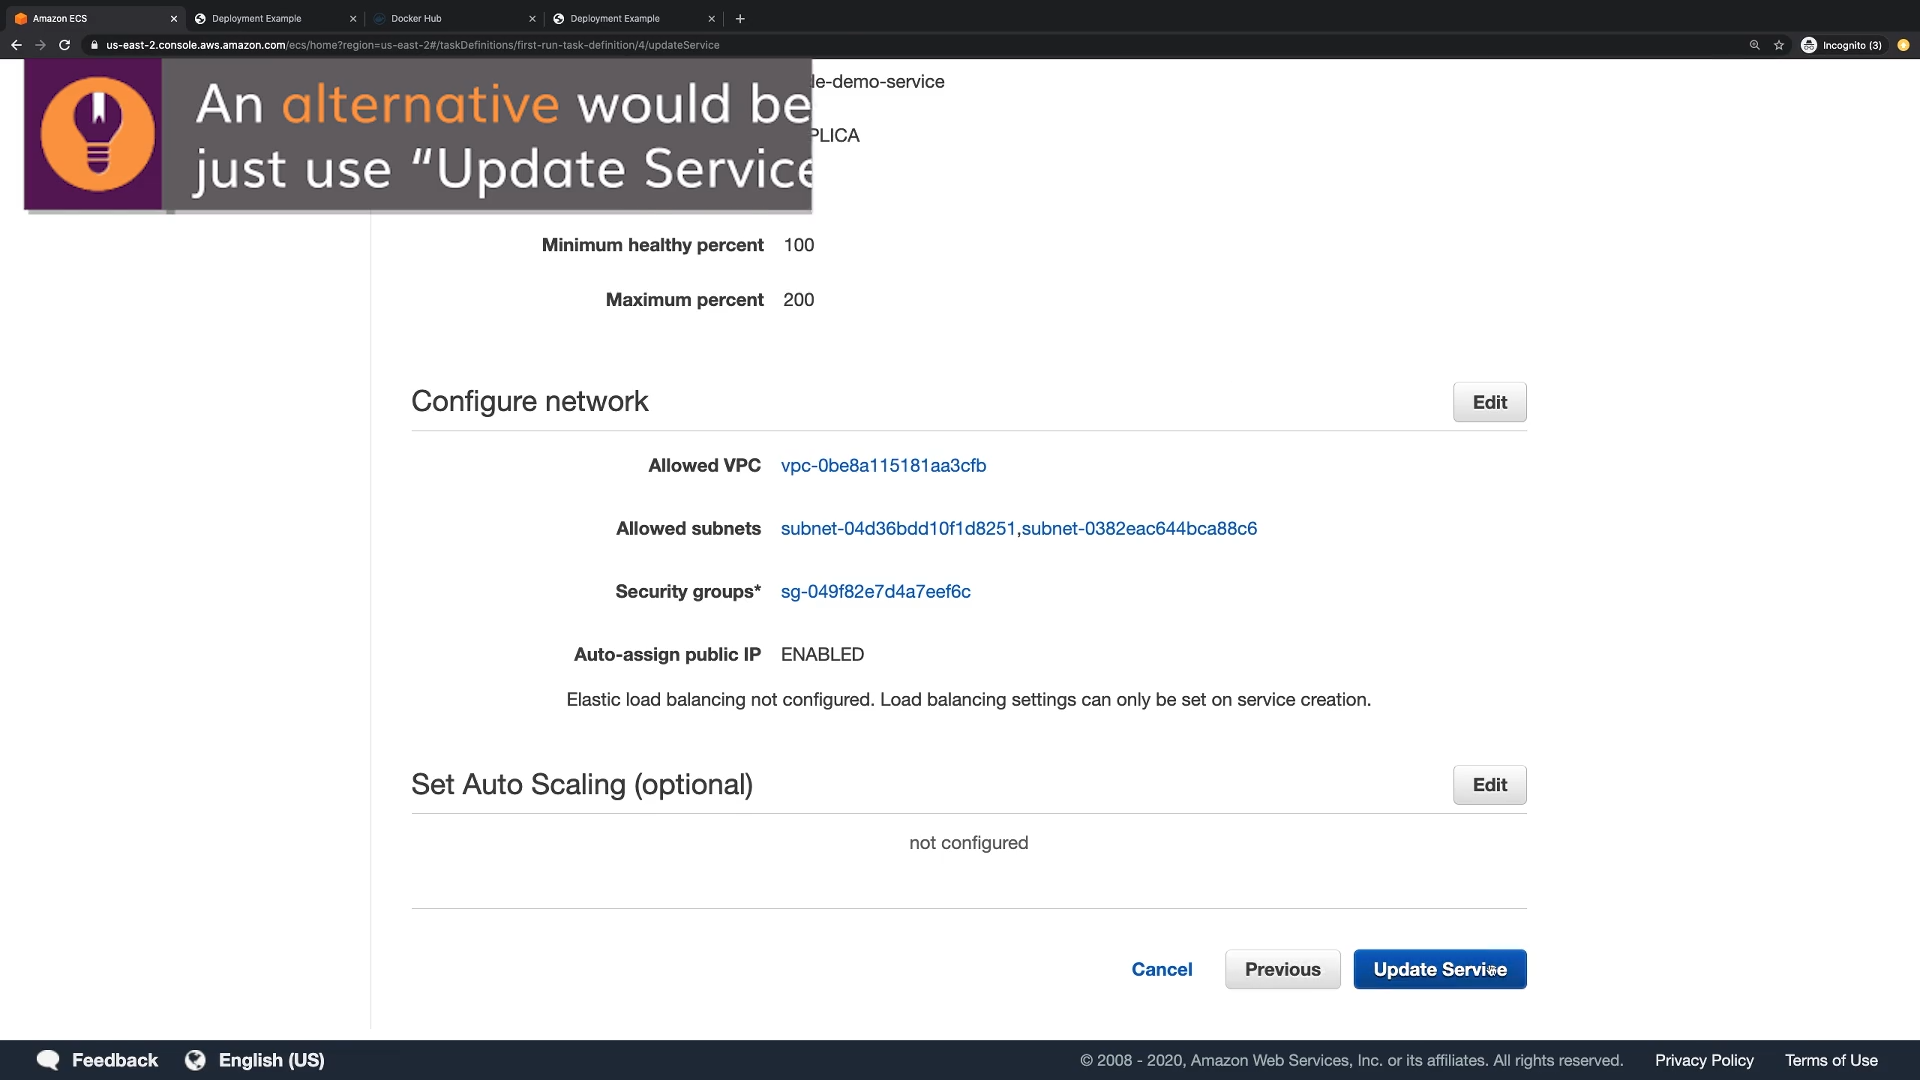 Amazon ECS
Deployment Example
Docker Hub
Deployment Example
us-east-2.console.aws.amazon.com/ecs/home?region=us-east-2#/taskDefinitions/first-run-task-definition/4/updateService
Incognito (3)
An alternative would be
just use “Update Service
de-demo-service
PLICA
Minimum healthy percent 100
Maximum percent 200
Configure network Edit
Allowed VPC vpc-0be8a115181aa3cfb
Allowed subnets subnet-04d36bdd10f1d8251,subnet-0382eac644bca88c6
Security groups* sg-049f82e7d4a7eef6c
Auto-assign public IP ENABLED
Elastic load balancing not configured. Load balancing settings can only be set on service creation.
Set Auto Scaling (optional) Edit
not configured
Cancel Previous Update Service
Feedback English (US) © 2008 - 2020, Amazon Web Services, Inc. or its affiliates. All rights reserved. Privacy Policy Terms of Use